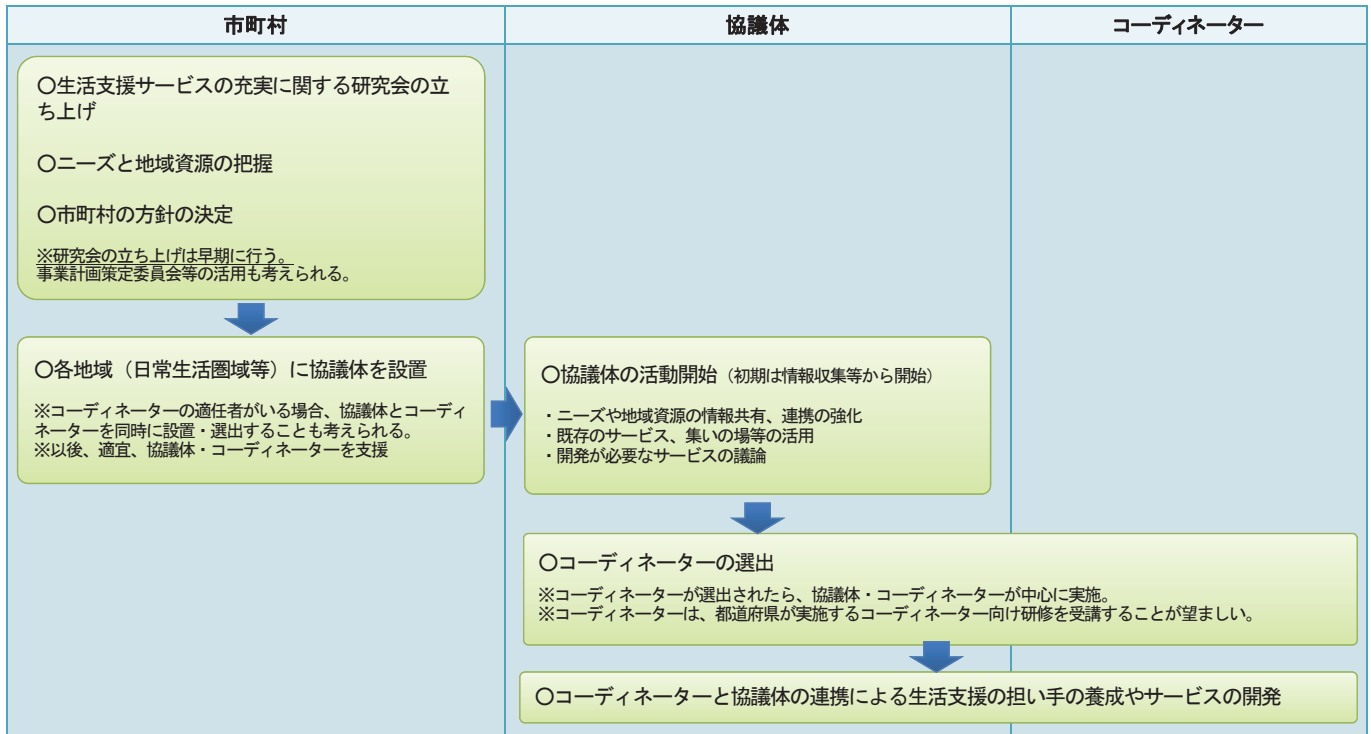 市町村
協議体
コーディネーター
〇生活支援サービスの充実に関する研究会の立
ち上げ
〇ニーズと地域資源の把握
〇市町村の方針の決定
※研究会の立ち上げは早期に行う。
事業計画策定委員会等の活用も考えられる。
〇各地域（日常生活圏域等）に協議体を設置
※コーディネーターの適任者がいる場合、協議体とコーディ
ネーターを同時に設置・選出することも考えられる。
※以後、適宜、協議体・コーディネーターを支援
〇協議体の活動開始（初期は情報収集等から開始）
・ニーズや地域資源の情報共有、連携の強化
・既存のサービス、集いの場等の活用
・開発が必要なサービスの議論
〇コーディネーターの選出
※コーディネーターが選出されたら、協議体・コーディネーターが中心に実施。
※コーディネーターは、都道府県が実施するコーディネーター向け研修を受講することが望ましい。
〇コーディネーターと協議体の連携による生活支援の担い手の養成やサービスの開発